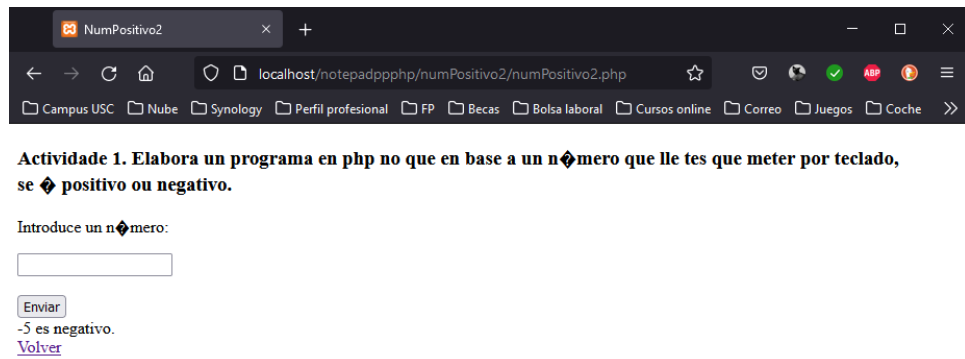 NumPositivo2
localhost/notepadppphp/numPositivo2/numPositivo2.php
ABP
Campus USC Nube Synology Perfil profesional FP Becas Bolsa laboral Cursos online Correo Juegos Coche
Actividade 1. Elabora un programa en php no que en base a un n�mero que lle tes que meter por teclado,
se � positivo ou negativo.
Introduce un n�mero:
Enviar
-5 es negativo.
Volver